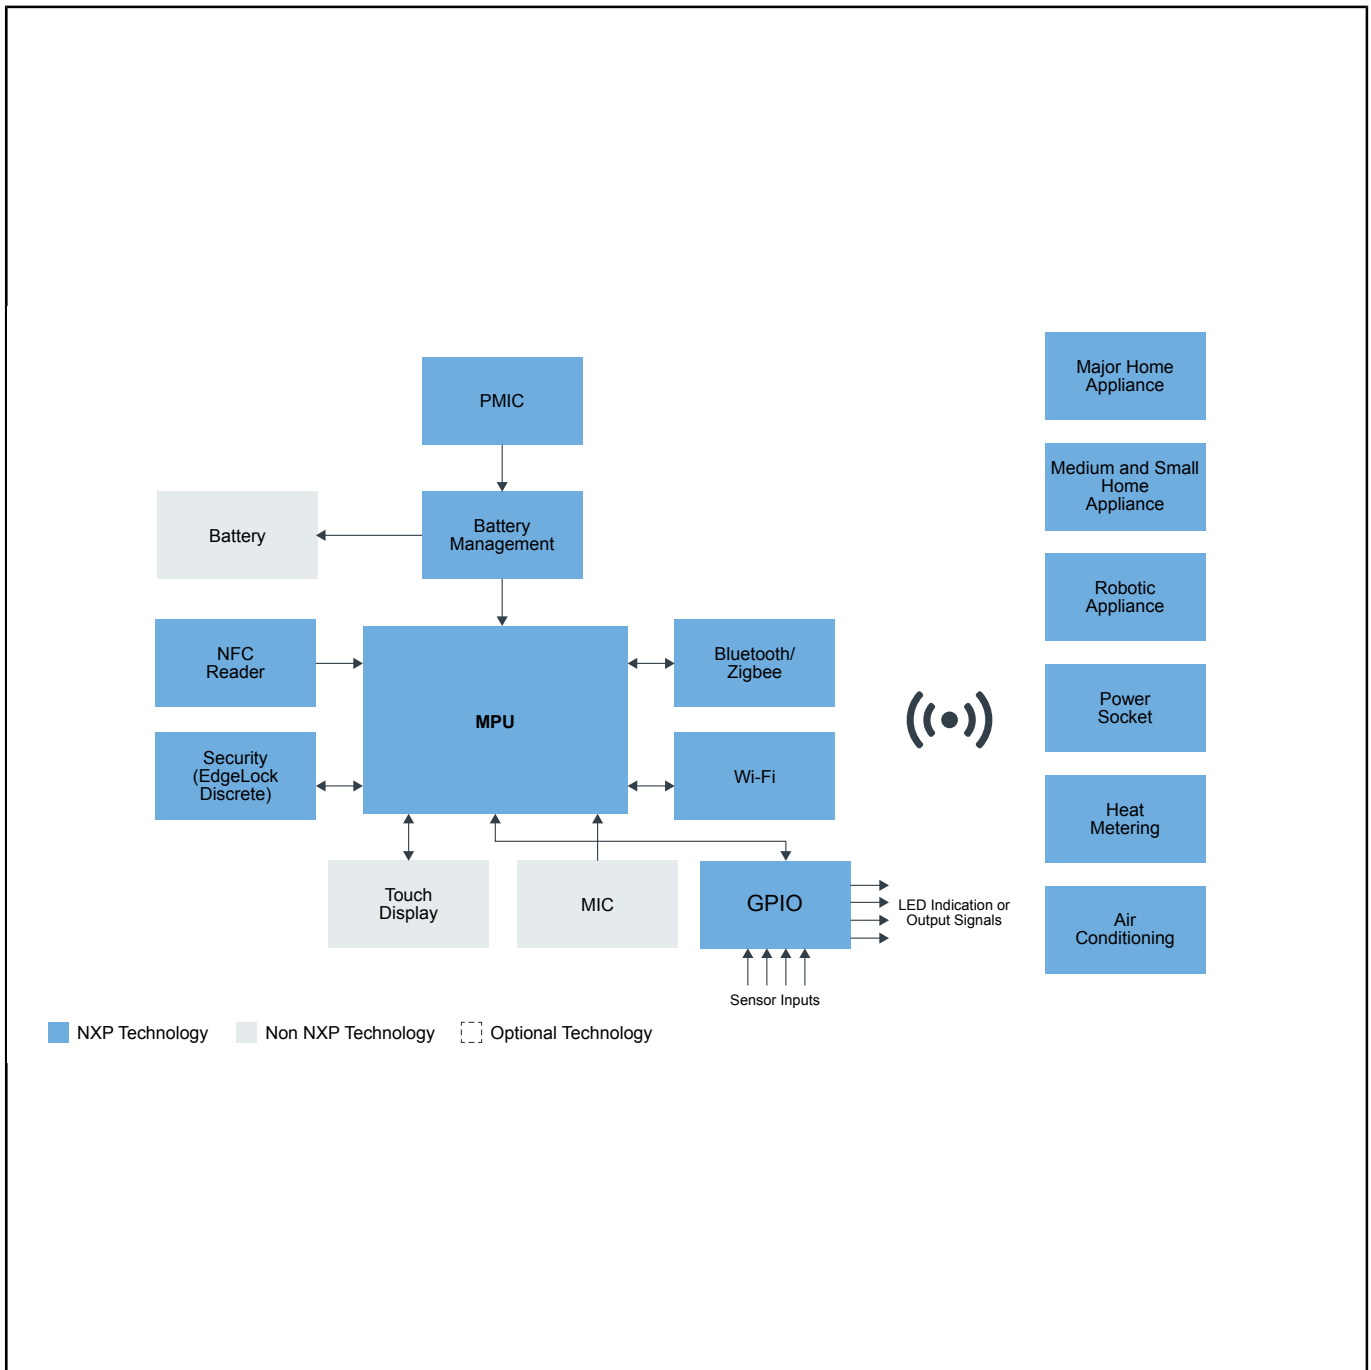 PMIC
Battery
Battery
Management
NFC
Reader
MPU
Bluetooth/
Zigbee
Security
(EdgeLock
Discrete)
Wi-Fi
Touch
Display
MIC
GPIO
LED Indication or
Output Signals
Sensor Inputs
Major Home
Appliance
Medium and Small
Home
Appliance
Robotic
Appliance
Power
Socket
Heat
Metering
Air
Conditioning
NXP Technology
Non NXP Technology
Optional Technology